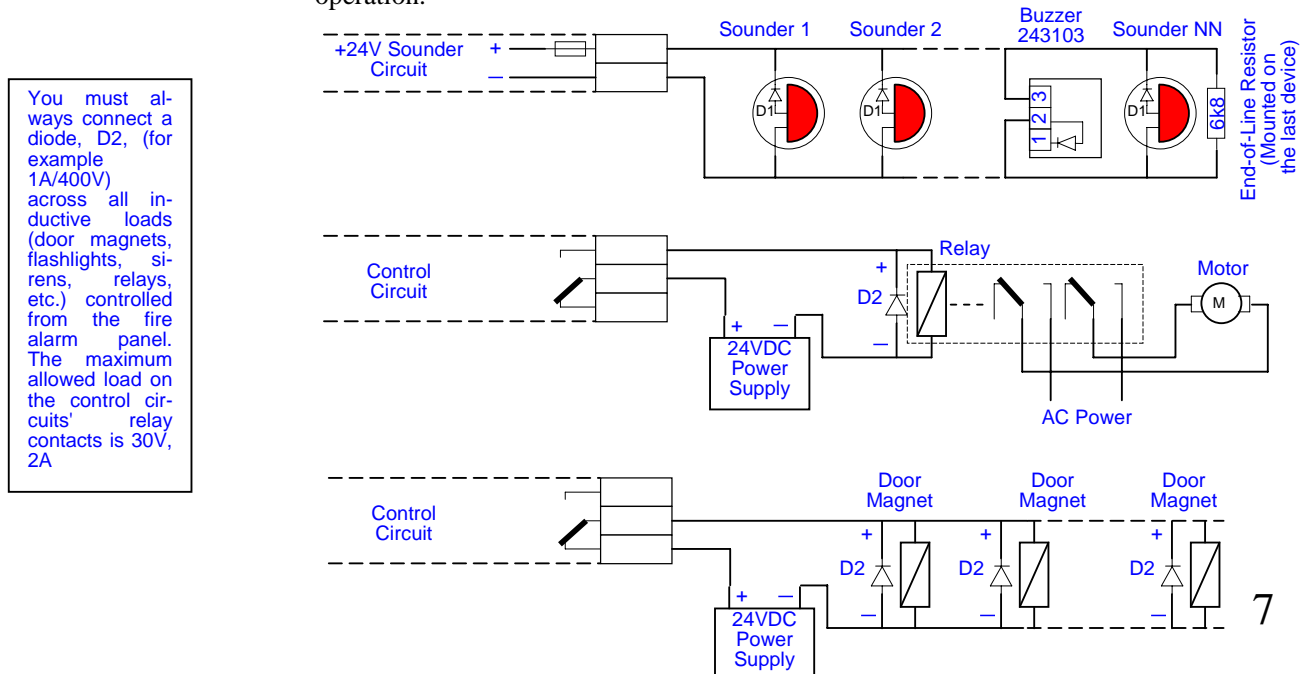 operation.
You must al-
ways connect a
diode, D2, (for
example
1A/400V)
across all in-
ductive loads
(door magnets,
flashlights, si-
rens, relays,
etc.) controlled
from the fire
alarm panel.
The maximum
allowed load on
the control cir-
cuits' relay
contacts is 30V,
2A
+24V Sounder
Circuit
+
—
Sounder 1
D1
Sounder 2
D1
Buzzer
243103
3
2
1
Sounder NN
D1
6k8
End-of-Line Resistor
(Mounted on
the last device)
Control
Circuit
+
—
24VDC
Power
Supply
+
D2
—
Relay
Motor
M
AC Power
Control
Circuit
+
—
24VDC
Power
Supply
Door
Magnet
+
D2
—
Door
Magnet
+
D2
—
Door
Magnet
+
D2
—
7